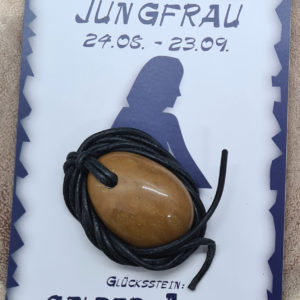 JUNGFRAU
24.08. - 23.09.
GLÜCKSSTEIN: